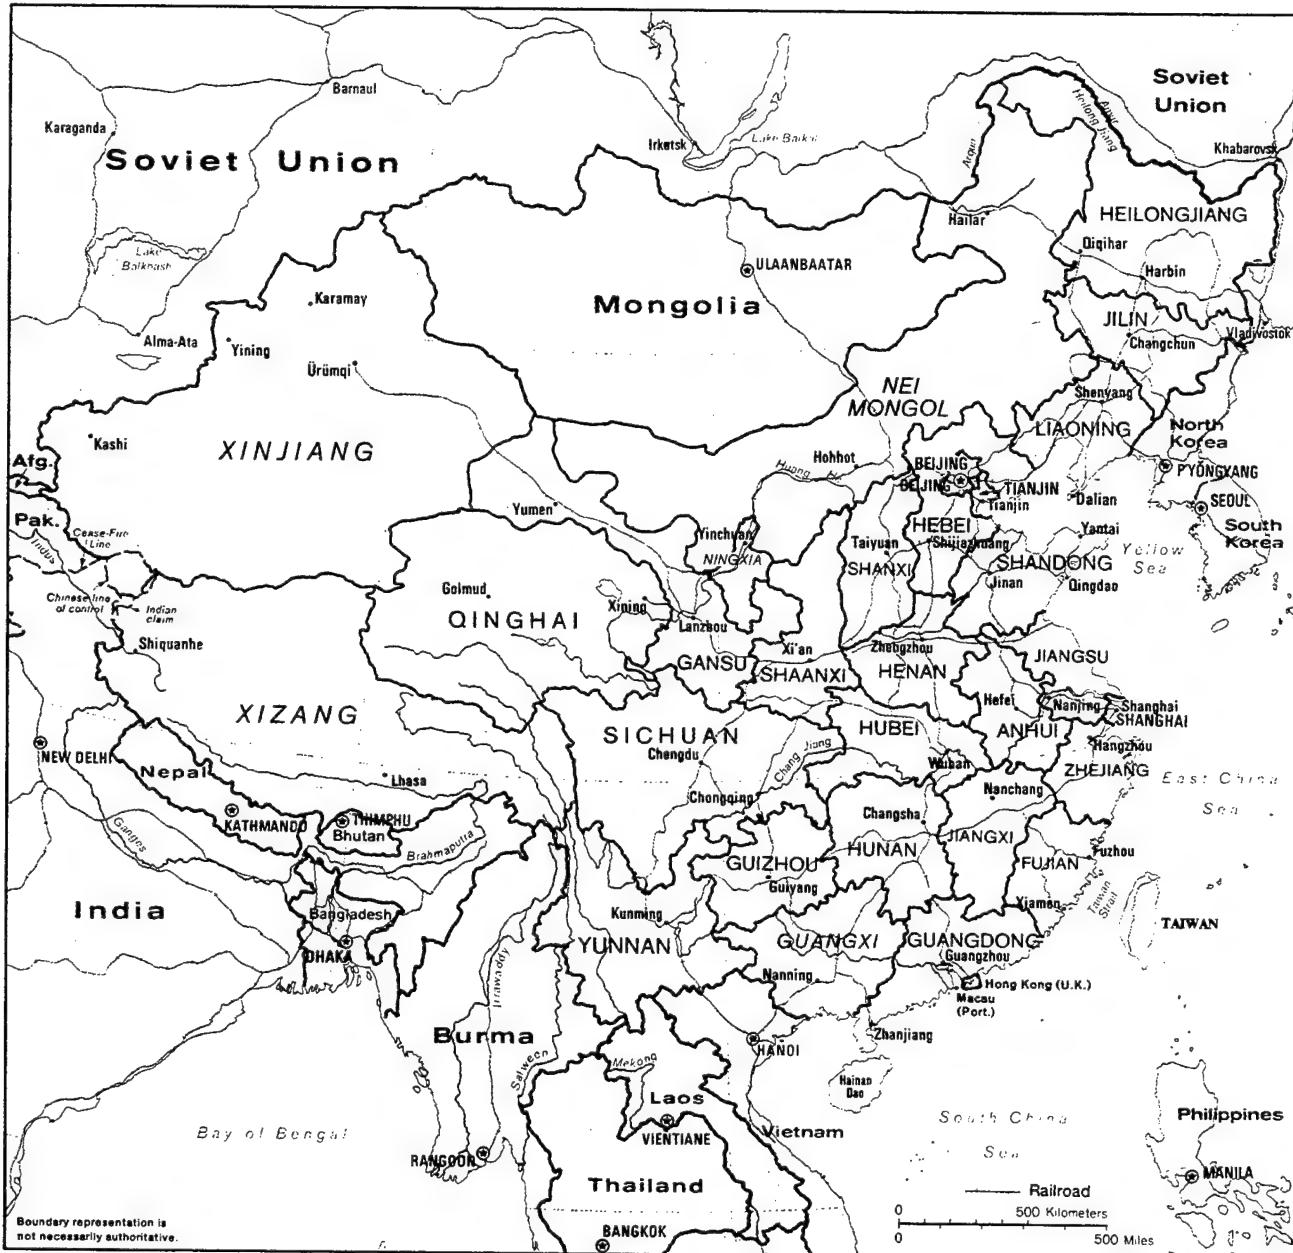 Soviet
Union
Barnaul
Karaganda
Soviet Union
Irkutsk
Lake Baikal
Argun
Amur
Heilong Jiang
Khabarovsk
HEILONGJIANG
Hailar
Qiqihar
Harbin
Lake
Balkhash
ULAANBAATAR
Karamay
Mongolia
JILIN
Changchun
Vladivostok
Alma-Ata
Yining
Ürümqi
NEI
MONGOL
Shenyang
LIAONING
North
Korea
Kashi
XINJIANG
Afg.
Hohhot
Huang He
BEIJING
BEIJING
TIANJIN
Tianjin
Dalian
PYŎNGYANG
SEOUL
South
Korea
Pak.
Yumen
Yinchuan
NINGXIA
HEBEI
Taiyuan
Shijiazhuang
SHANXI
Yantai
SHANDONG
Jinan
Qingdao
Yellow
Sea
Indus
Cease-Fire
Line
Chinese line
of control
Indian
claim
Shiquanhe
Golmud
QINGHAI
Xining
Lanzhou
GANSU
Xi'an
SHAANXI
Zhengzhou
HENAN
JIANGSU
Hefei
Nanjing
Shanghai
SHANGHAI
XIZANG
SICHUAN
Chengdu
HUBEI
ANHUI
Hangzhou
Chang Jiang
Wuhan
ZHEJIANG
East China
Sea
NEW DELHI
Nepal
Lhasa
Chongqing
Nanchang
Changsha
KATHMANDU
THIMPHU
Bhutan
Brahmaputra
Ganges
JIANGXI
HUNAN
GUIZHOU
FUJIAN
Fuzhou
Guiyang
India
Bangladesh
Kunming
Xiamen
Taiwan
Strait
TAIWAN
YUNNAN
GUANGXI
GUANGDONG
Guangzhou
DHAKA
Irrawaddy
Nanning
Hong Kong (U.K.)
Macau
(Port.)
Burma
Salween
Mekong
HANOI
Zhanjiang
Hainan
Dao
Laos
VIENTIANE
Vietnam
South China
Sea
Philippines
Bay of Bengal
RANGOON
MANILA
Thailand
Railroad
0 500 Kilometers
0 500 Miles
BANGKOK
Boundary representation is
not necessarily authoritative.